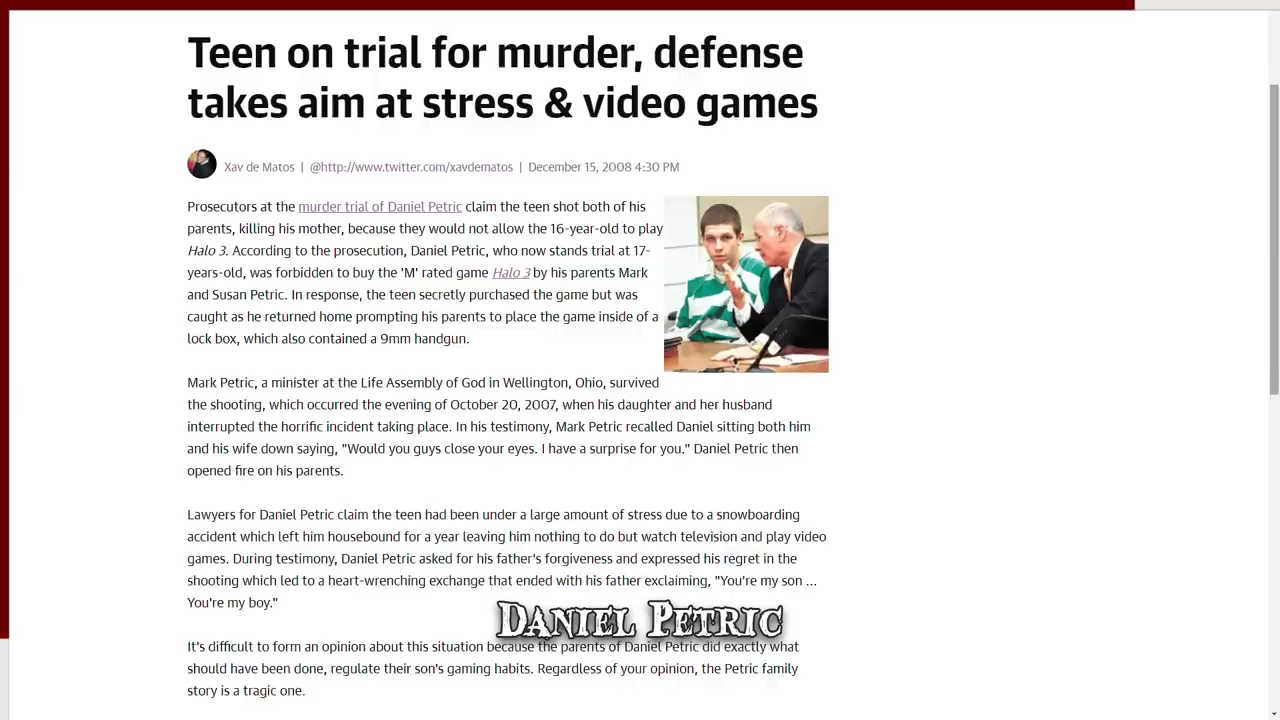 Teen on trial for murder, defense
takes aim at stress & video games
Xav de Matos | @http://www.twitter.com/xavdematos | December 15, 2008 4:30 PM
Prosecutors at the murder trial of Daniel Petric claim the teen shot both of his
parents, killing his mother, because they would not allow the 16-year-old to play
Halo 3. According to the prosecution, Daniel Petric, who now stands trial at 17-
years-old, was forbidden to buy the 'M' rated game Halo 3 by his parents Mark
and Susan Petric. In response, the teen secretly purchased the game but was
caught as he returned home prompting his parents to place the game inside of a
lock box, which also contained a 9mm handgun.
Mark Petric, a minister at the Life Assembly of God in Wellington, Ohio, survived
the shooting, which occurred the evening of October 20, 2007, when his daughter and her husband
interrupted the horrific incident taking place. In his testimony, Mark Petric recalled Daniel sitting both him
and his wife down saying, "Would you guys close your eyes. I have a surprise for you." Daniel Petric then
opened fire on his parents.
Lawyers for Daniel Petric claim the teen had been under a large amount of stress due to a snowboarding
accident which left him housebound for a year leaving him nothing to do but watch television and play video
games. During testimony, Daniel Petric asked for his father's forgiveness and expressed his regret in the
shooting which led to a heart-wrenching exchange that ended with his father exclaiming, "You're my son ...
You're my boy."
Daniel Petric
It's difficult to form an opinion about this situation because the parents of Daniel Petric did exactly what
should have been done, regulate their son's gaming habits. Regardless of your opinion, the Petric family
story is a tragic one.